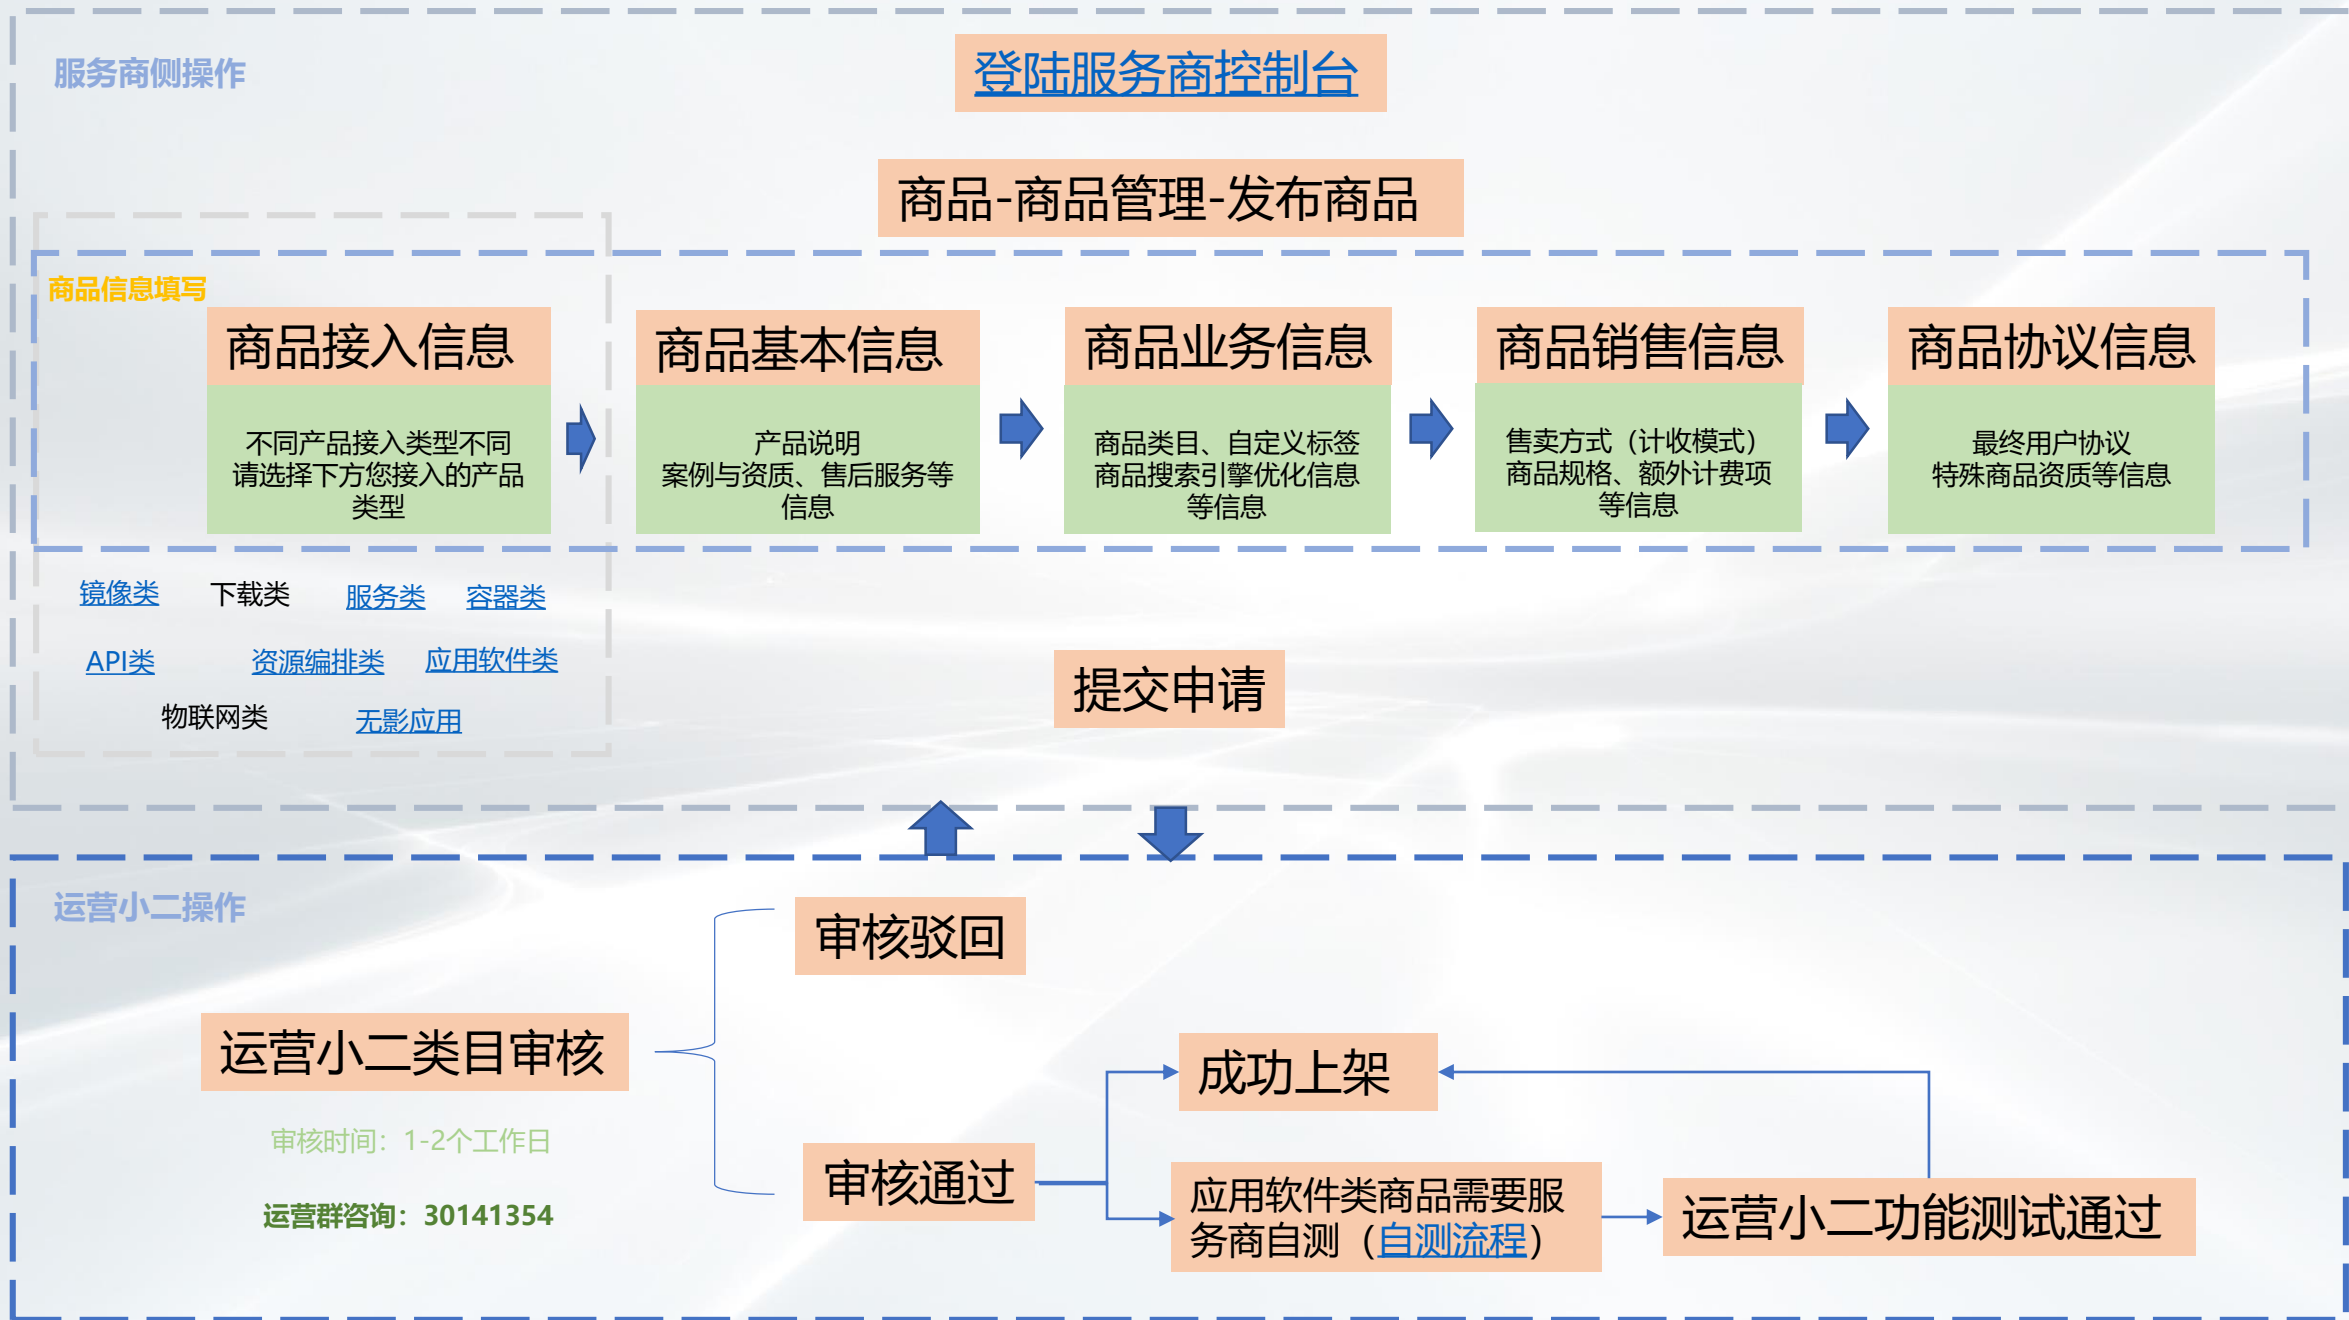 服务商侧操作
登陆服务商控制台
商品-商品管理-发布商品
商品信息填写
商品接入信息
不同产品接入类型不同
请选择下方您接入的产品
类型
商品基本信息
产品说明
案例与资质、售后服务等
信息
商品业务信息
商品类目、自定义标签
商品搜索引擎优化信息
等信息
商品销售信息
售卖方式（计收模式）
商品规格、额外计费项
等信息
商品协议信息
最终用户协议
特殊商品资质等信息
镜像类
下载类
服务类
容器类
API类
资源编排类
应用软件类
物联网类
无影应用
提交申请
运营小二操作
审核驳回
运营小二类目审核
审核时间：1-2个工作日
运营群咨询：30141354
成功上架
审核通过
应用软件类商品需要服
务商自测（自测流程）
运营小二功能测试通过